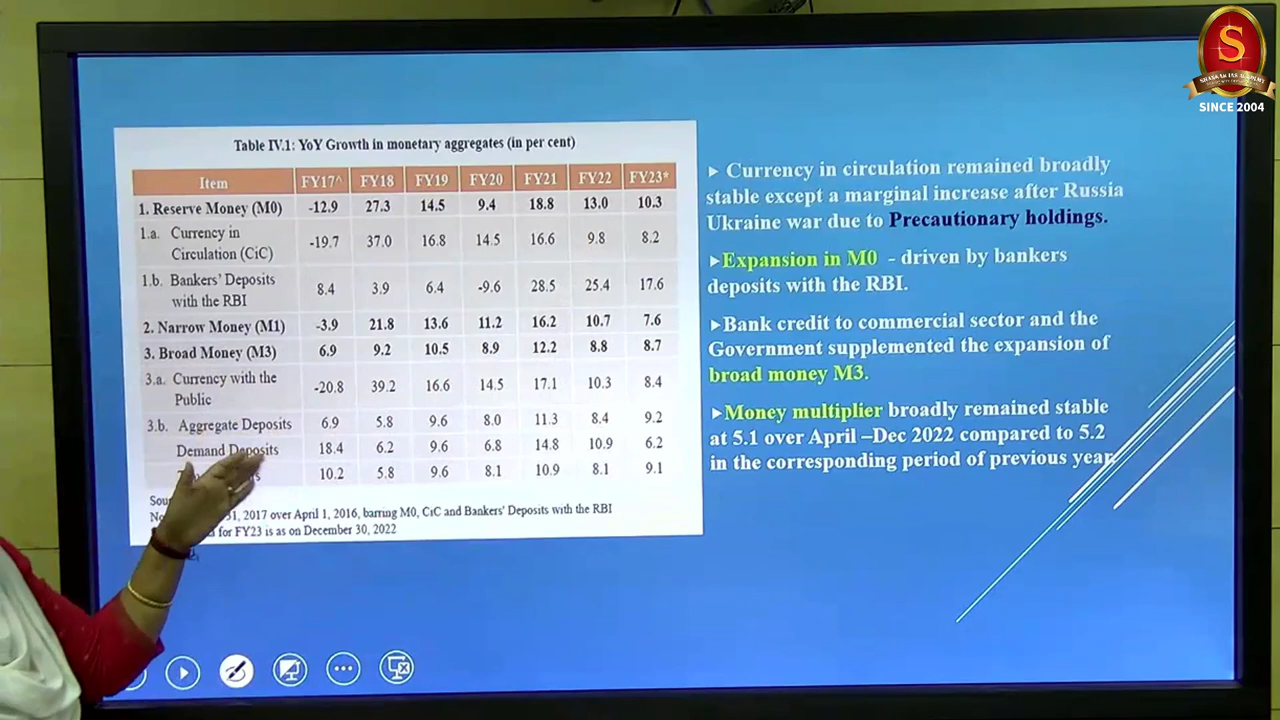 S
SHANKAR IAS ACADEMY
SINCE 2004
Table IV.1: YoY Growth in monetary aggregates (in per cent)
Item FY17^ FY18 FY19 FY20 FY21 FY22 FY23*
1. Reserve Money (M0) -12.9 27.3 14.5 9.4 18.8 13.0 10.3
1.a. Currency in
Circulation (CiC) -19.7 37.0 16.8 14.5 16.6 9.8 8.2
1.b. Bankers' Deposits
with the RBI 8.4 3.9 6.4 -9.6 28.5 25.4 17.6
2. Narrow Money (M1) -3.9 21.8 13.6 11.2 16.2 10.7 7.6
3. Broad Money (M3) 6.9 9.2 10.5 8.9 12.2 8.8 8.7
3.a. Currency with the
Public -20.8 39.2 16.6 14.5 17.1 10.3 8.4
3.b. Aggregate Deposits 6.9 5.8 9.6 8.0 11.3 8.4 9.2
Demand Deposits 18.4 6.2 9.6 6.8 14.8 10.9 6.2
10.2 5.8 9.6 8.1 10.9 8.1 9.1
31, 2017 over April 1, 2016, barring M0, CiC and Bankers' Deposits with the RBI
for FY23 is as on December 30, 2022
Currency in circulation remained broadly
stable except a marginal increase after Russia
Ukraine war due to Precautionary holdings.
Expansion in M0 - driven by bankers
deposits with the RBI.
Bank credit to commercial sector and the
Government supplemented the expansion of
broad money M3.
Money multiplier broadly remained stable
at 5.1 over April –Dec 2022 compared to 5.2
in the corresponding period of previous year.